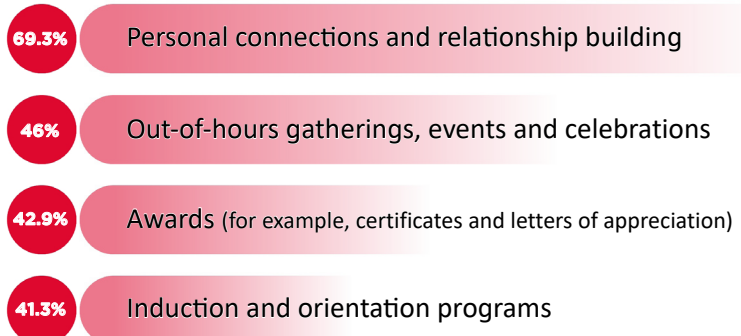 69.3% Personal connections and relationship building
46% Out-of-hours gatherings, events and celebrations
42.9% Awards (for example, certificates and letters of appreciation)
41.3% Induction and orientation programs